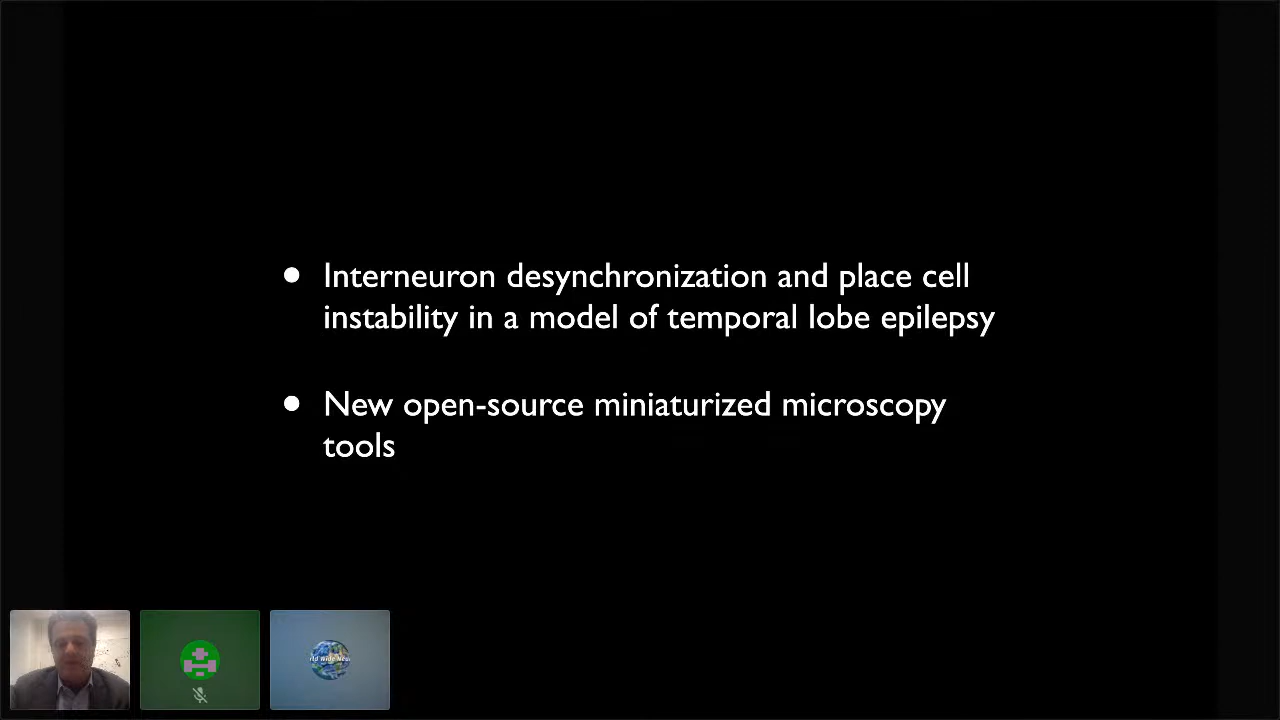 • Interneuron desynchronization and place cell
instability in a model of temporal lobe epilepsy
• New open-source miniaturized microscopy
tools